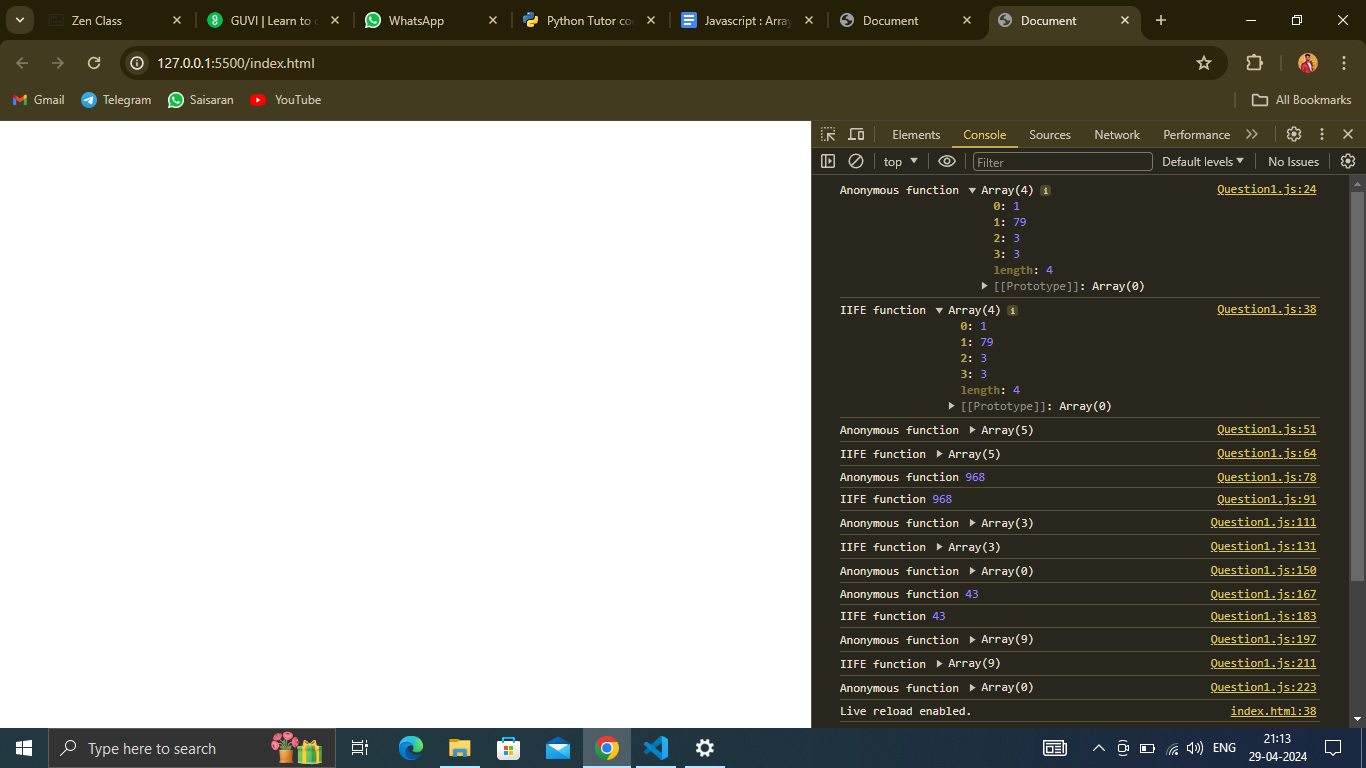 Zen Class
GUVI | Learn to c
WhatsApp
Python Tutor co
Javascript : Array
Document
Document
127.0.0.1:5500/index.html
Gmail
Telegram
Saisaran
YouTube
All Bookmarks
Elements Console Sources Network Performance
top
Filter
Default levels
No Issues
Anonymous function Array(4) i Question1.js:24
0: 1
1: 79
2: 3
3: 3
length: 4
[[Prototype]]: Array(0)
IIFE function Array(4) i Question1.js:38
0: 1
1: 79
2: 3
3: 3
length: 4
[[Prototype]]: Array(0)
Anonymous function Array(5) Question1.js:51
IIFE function Array(5) Question1.js:64
Anonymous function 968 Question1.js:78
IIFE function 968 Question1.js:91
Anonymous function Array(3) Question1.js:111
IIFE function Array(3) Question1.js:131
Anonymous function Array(0) Question1.js:150
Anonymous function 43 Question1.js:167
IIFE function 43 Question1.js:183
Anonymous function Array(9) Question1.js:197
IIFE function Array(9) Question1.js:211
Anonymous function Array(0) Question1.js:223
Live reload enabled. index.html:38
Type here to search
ENG
21:13
29-04-2024